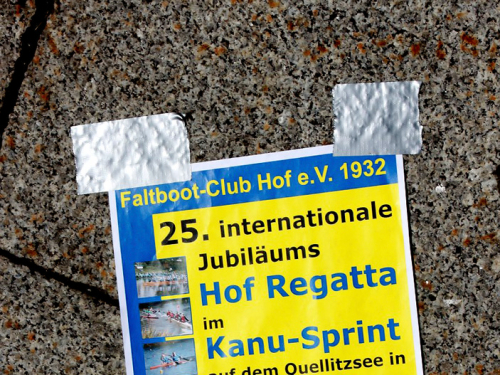 Faltboot-Club Hof e.V. 1932
25. internationale
Jubiläums
Hof Regatta
im
Kanu-Sprint
auf dem Quellitzsee in